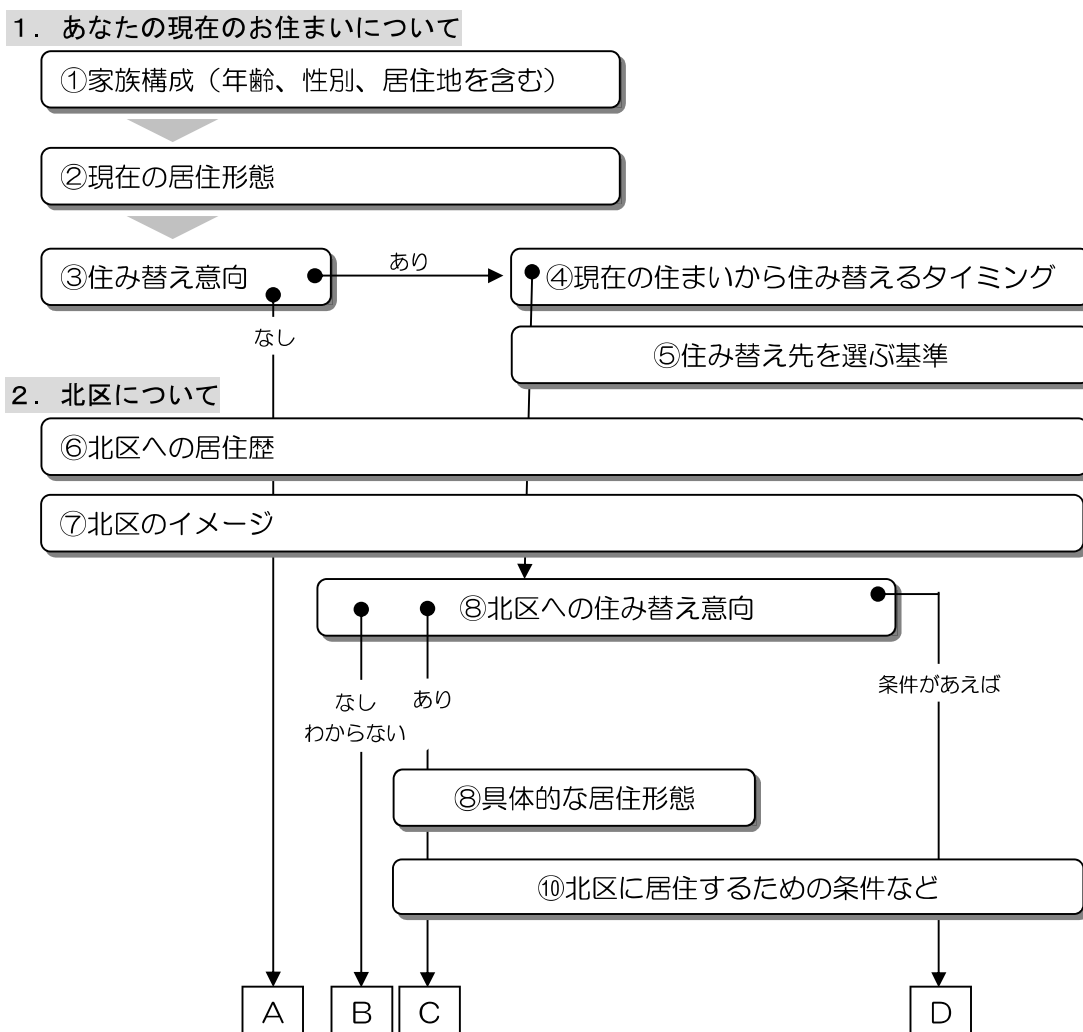 1. あなたの現在のお住まいについて
①家族構成（年齢、性別、居住地を含む）
②現在の居住形態
③住み替え意向
あり
④現在の住まいから住み替えるタイミング
なし
⑤住み替え先を選ぶ基準
2. 北区について
⑥北区への居住歴
⑦北区のイメージ
⑧北区への住み替え意向
なし
わからない
あり
条件があえば
⑧具体的な居住形態
⑩北区に居住するための条件など
A
B
C
D